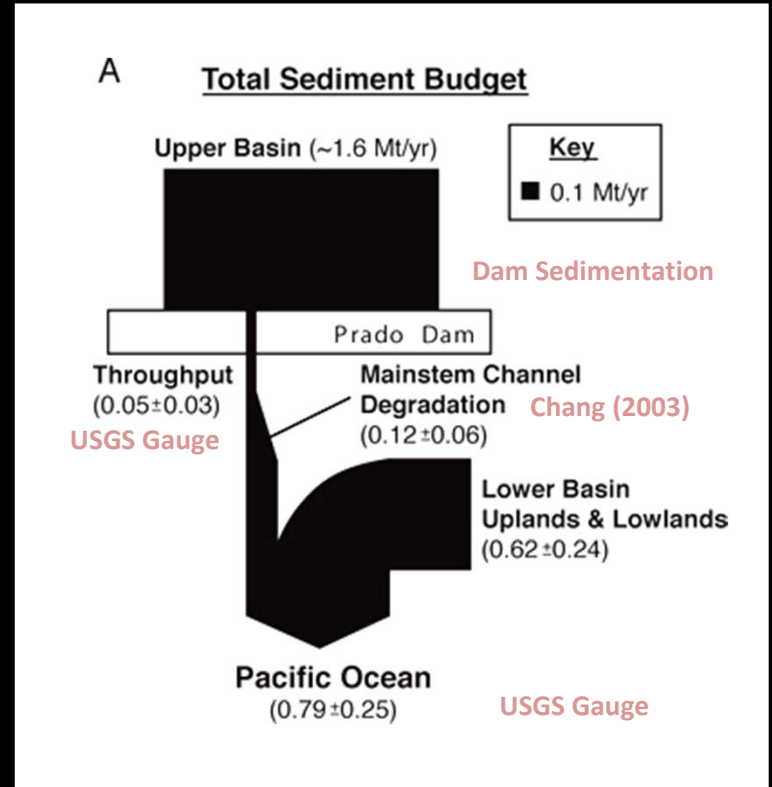 A
Total Sediment Budget
Upper Basin (~1.6 Mt/yr)
Key
0.1 Mt/yr
Dam Sedimentation
Prado Dam
Throughput
(0.05±0.03)
USGS Gauge
Mainstem Channel
Degradation
(0.12±0.06)
Chang (2003)
Lower Basin
Uplands & Lowlands
(0.62±0.24)
Pacific Ocean
(0.79±0.25)
USGS Gauge